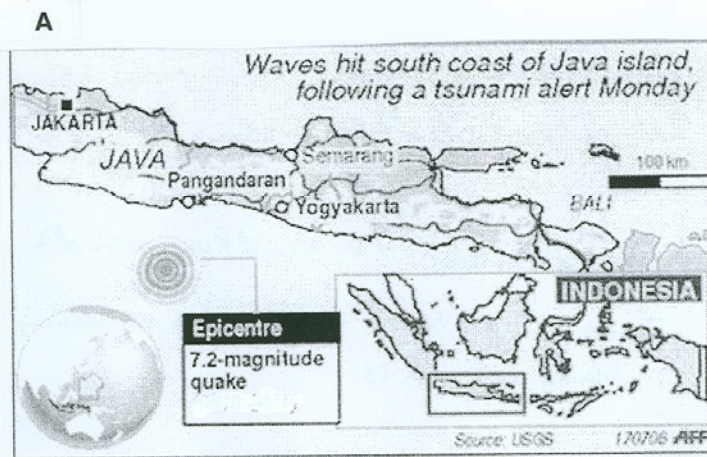 A
Waves hit south coast of Java island,
following a tsunami alert Monday
JAKARTA
JAVA
Semarang
100 km
Pangandaran
Yogyakarta
BALI
INDONESIA
Epicentre
7.2-magnitude
quake
Source: USGS 170706 AFP